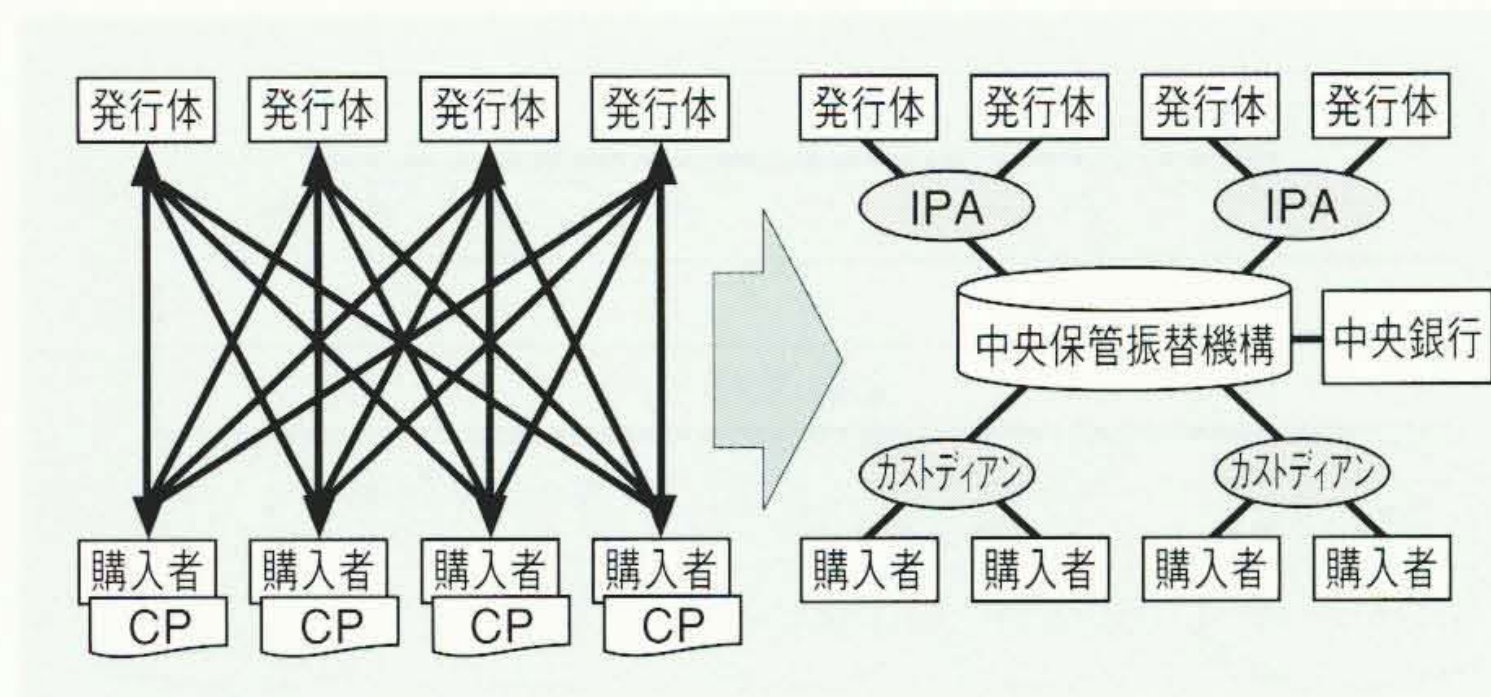 発行体 発行体 発行体 発行体
購入者 購入者 購入者 購入者
CP CP CP CP
発行体 発行体 発行体 発行体
IPA IPA
中央保管振替機構 中央銀行
カストディアン カストディアン
購入者 購入者 購入者 購入者